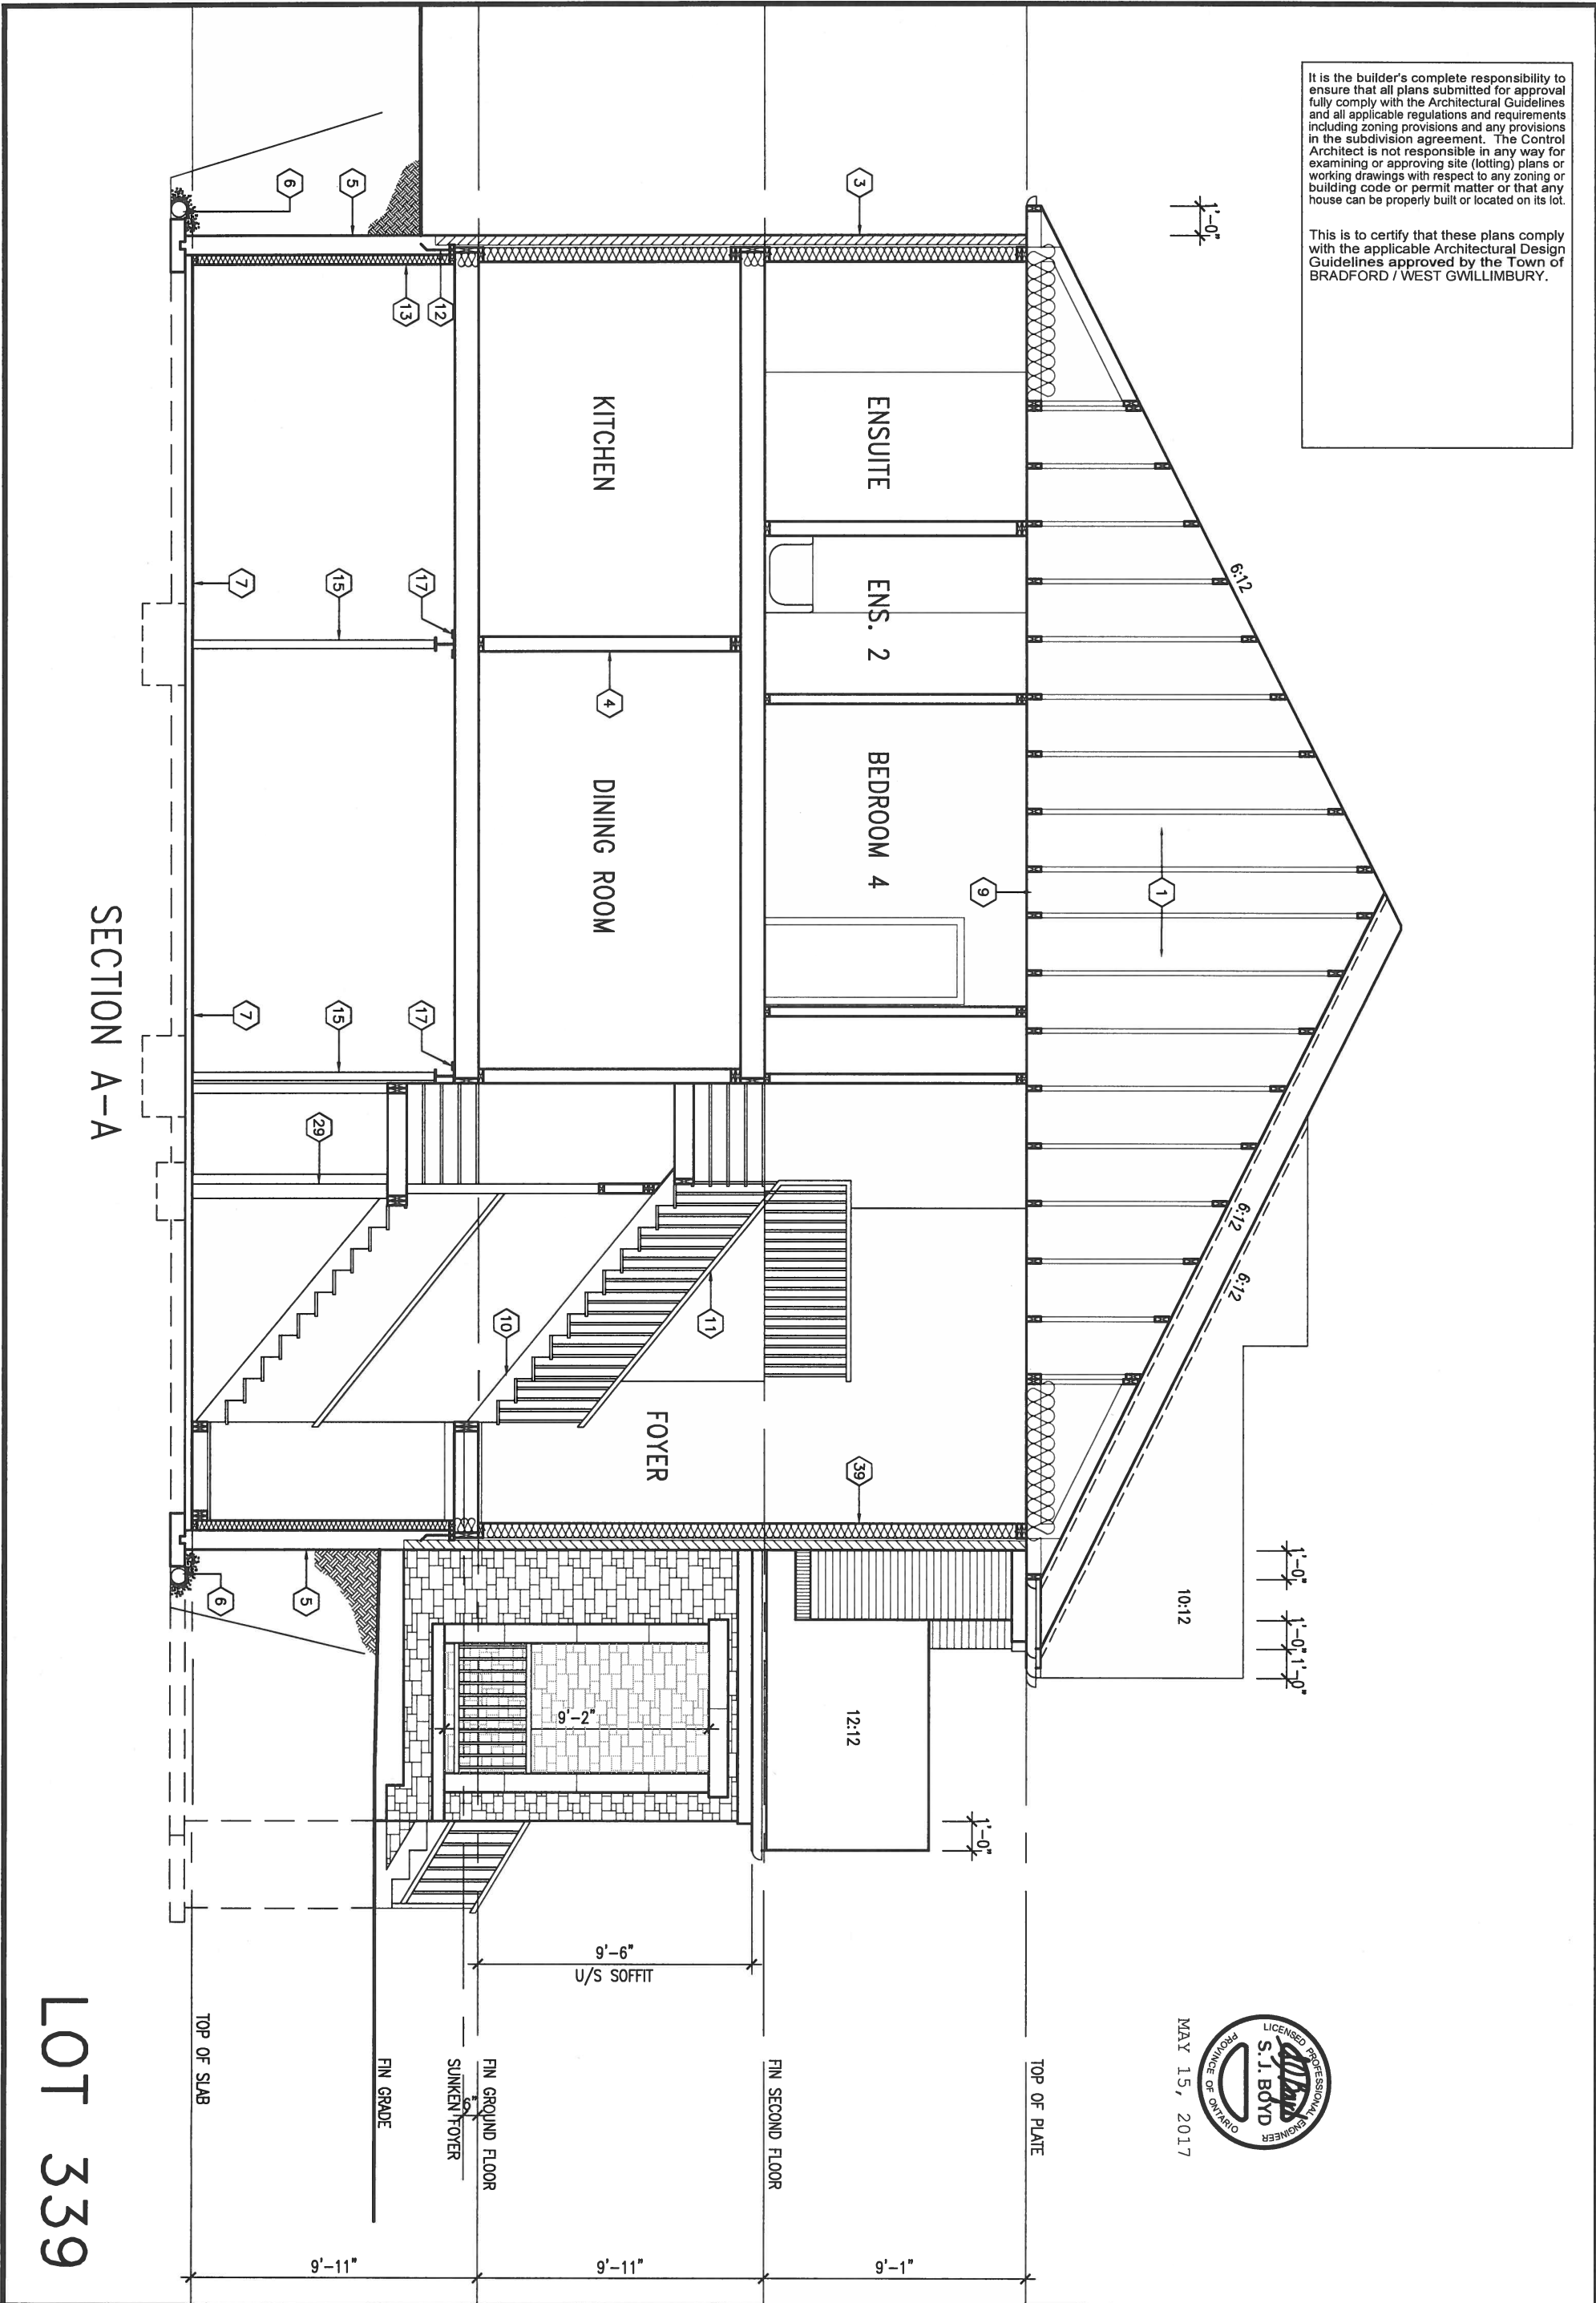 It is the builder's complete responsibility to
ensure that all plans submitted for approval
fully comply with the Architectural Guidelines
and all applicable regulations and requirements
including zoning provisions and any provisions
in the subdivision agreement. The Control
Architect is not responsible in any way for
examining or approving site (lotting) plans or
working drawings with respect to any zoning or
building code or permit matter or that any
house can be properly built or located on its lot.
This is to certify that these plans comply
with the applicable Architectural Design
Guidelines approved by the Town of
BRADFORD / WEST GWILLIMBURY.
1'-0"
6:12
6:12
6:12
10:12
1'-0"
1'-0"
1'-0"
12:12
1'-0"
1
9
3
39
ENSUITE
ENS. 2
BEDROOM 4
KITCHEN
DINING ROOM
FOYER
4
11
10
12
13
17
17
15
15
29
5
6
7
7
5
6
9'-2"
9'-6"
U/S SOFFIT
LICENSED PROFESSIONAL ENGINEER
S. J. BOYD
PROVINCE OF ONTARIO
MAY 15, 2017
TOP OF PLATE
FIN SECOND FLOOR
FIN GROUND FLOOR
6"
SUNKEN FOYER
FIN GRADE
TOP OF SLAB
9'-1"
9'-11"
9'-11"
SECTION A-A
LOT 339